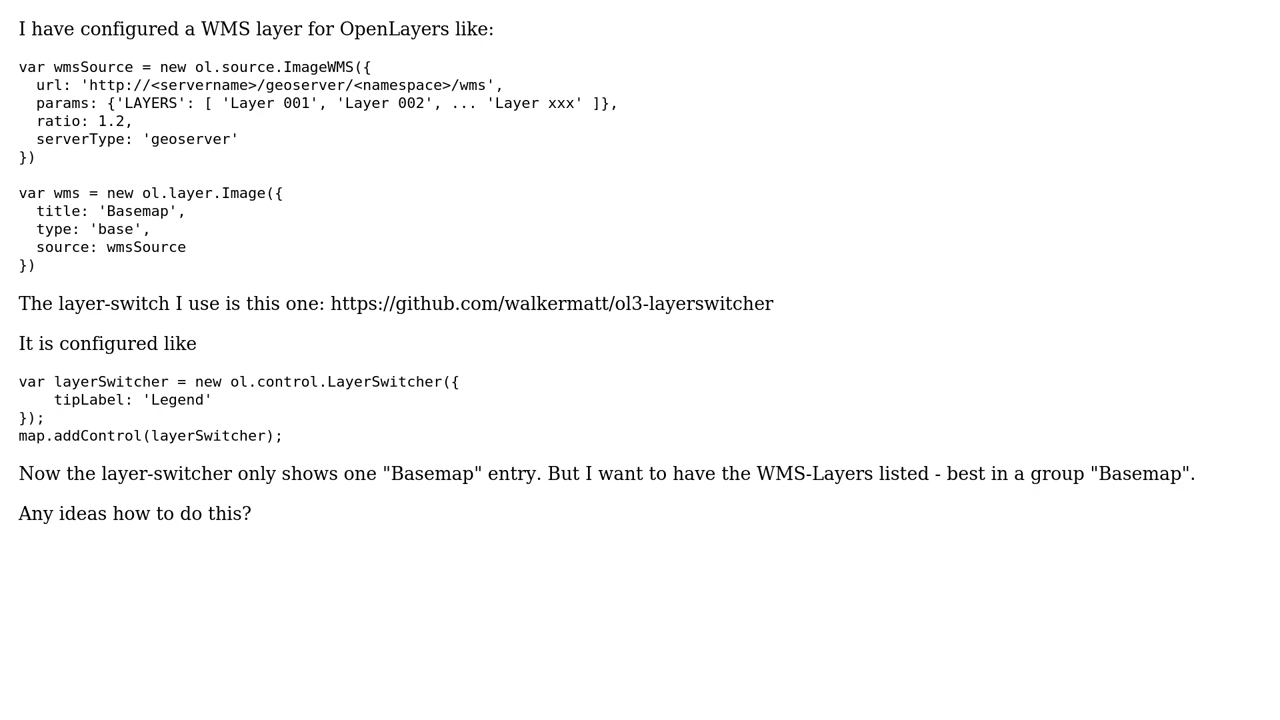 I have configured a WMS layer for OpenLayers like:
var wmsSource = new ol.source.ImageWMS({
  url: 'http://<servername>/geoserver/<namespace>/wms',
  params: {'LAYERS': [ 'Layer 001', 'Layer 002', ... 'Layer xxx' ]},
  ratio: 1.2,
  serverType: 'geoserver'
})

var wms = new ol.layer.Image({
  title: 'Basemap',
  type: 'base',
  source: wmsSource
})
The layer-switch I use is this one: https://github.com/walkermatt/ol3-layerswitcher
It is configured like
var layerSwitcher = new ol.control.LayerSwitcher({
    tipLabel: 'Legend'
});
map.addControl(layerSwitcher);
Now the layer-switcher only shows one "Basemap" entry. But I want to have the WMS-Layers listed - best in a group "Basemap".
Any ideas how to do this?